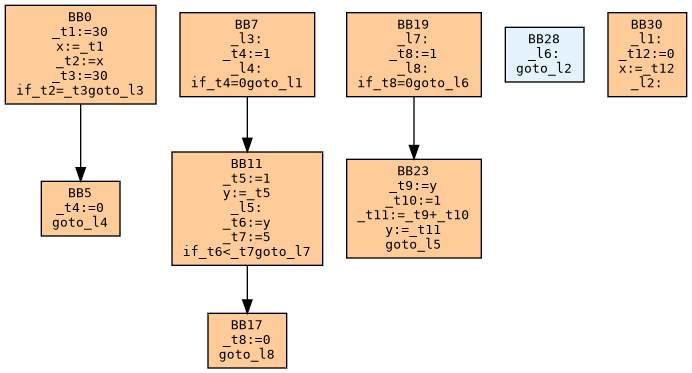 BB0
_t1:=30
x:=_t1
_t2:=x
_t3:=30
if_t2=_t3goto_l3
BB5
_t4:=0
goto_l4
BB7
_l3:
_t4:=1
_l4:
if_t4=0goto_l1
BB11
_t5:=1
y:=_t5
_l5:
_t6:=y
_t7:=5
if_t6<_t7goto_l7
BB17
_t8:=0
goto_l8
BB19
_l7:
_t8:=1
_l8:
if_t8=0goto_l6
BB23
_t9:=y
_t10:=1
_t11:=_t9+_t10
y:=_t11
goto_l5
BB28
_l6:
goto_l2
BB30
_l1:
_t12:=0
x:=_t12
_l2: